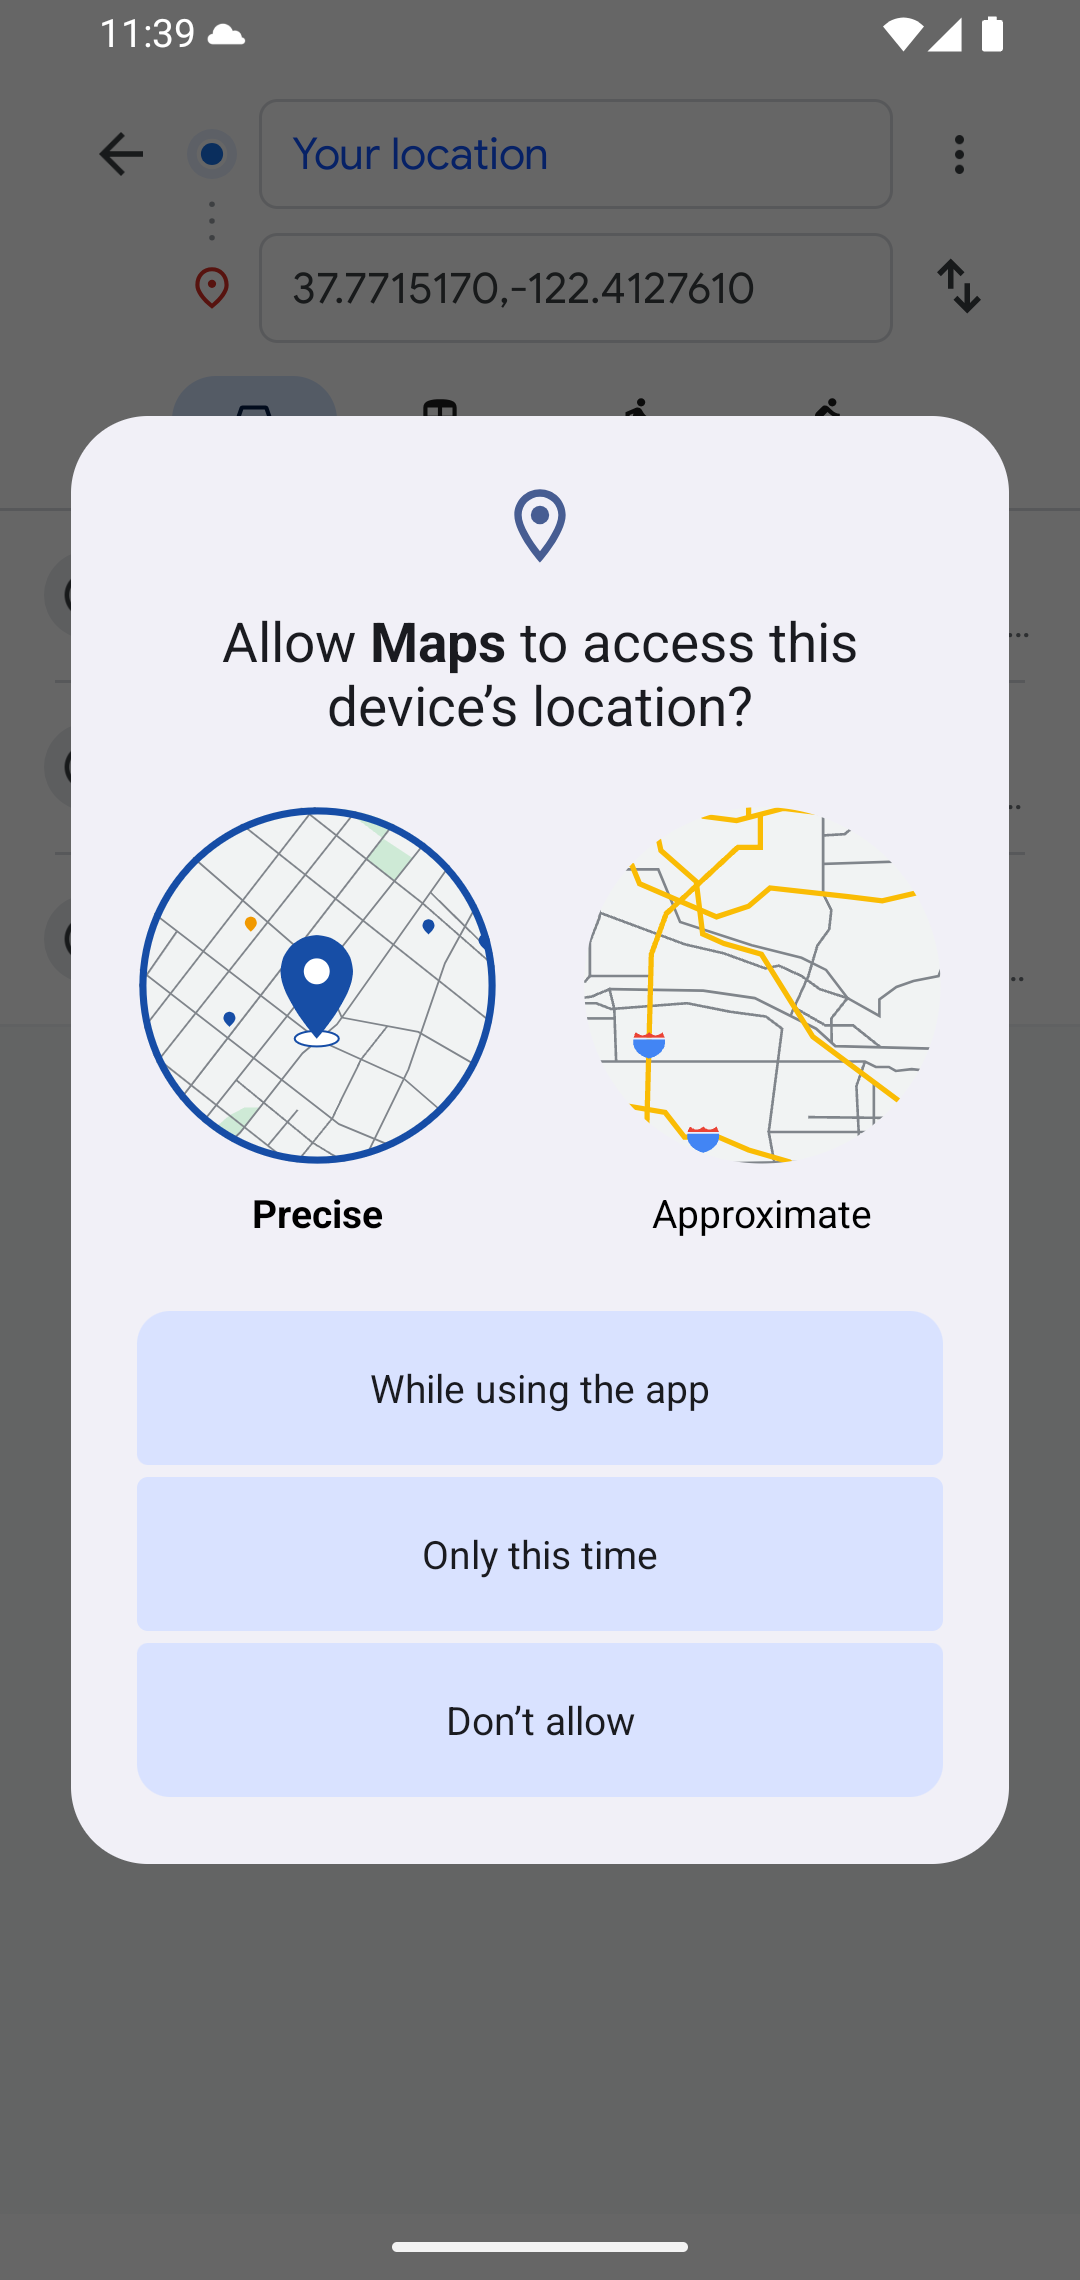 11:39
Your location
37.7715170,-122.4127610
Allow Maps to access this
device’s location?
Precise
Approximate
While using the app
Only this time
Don’t allow